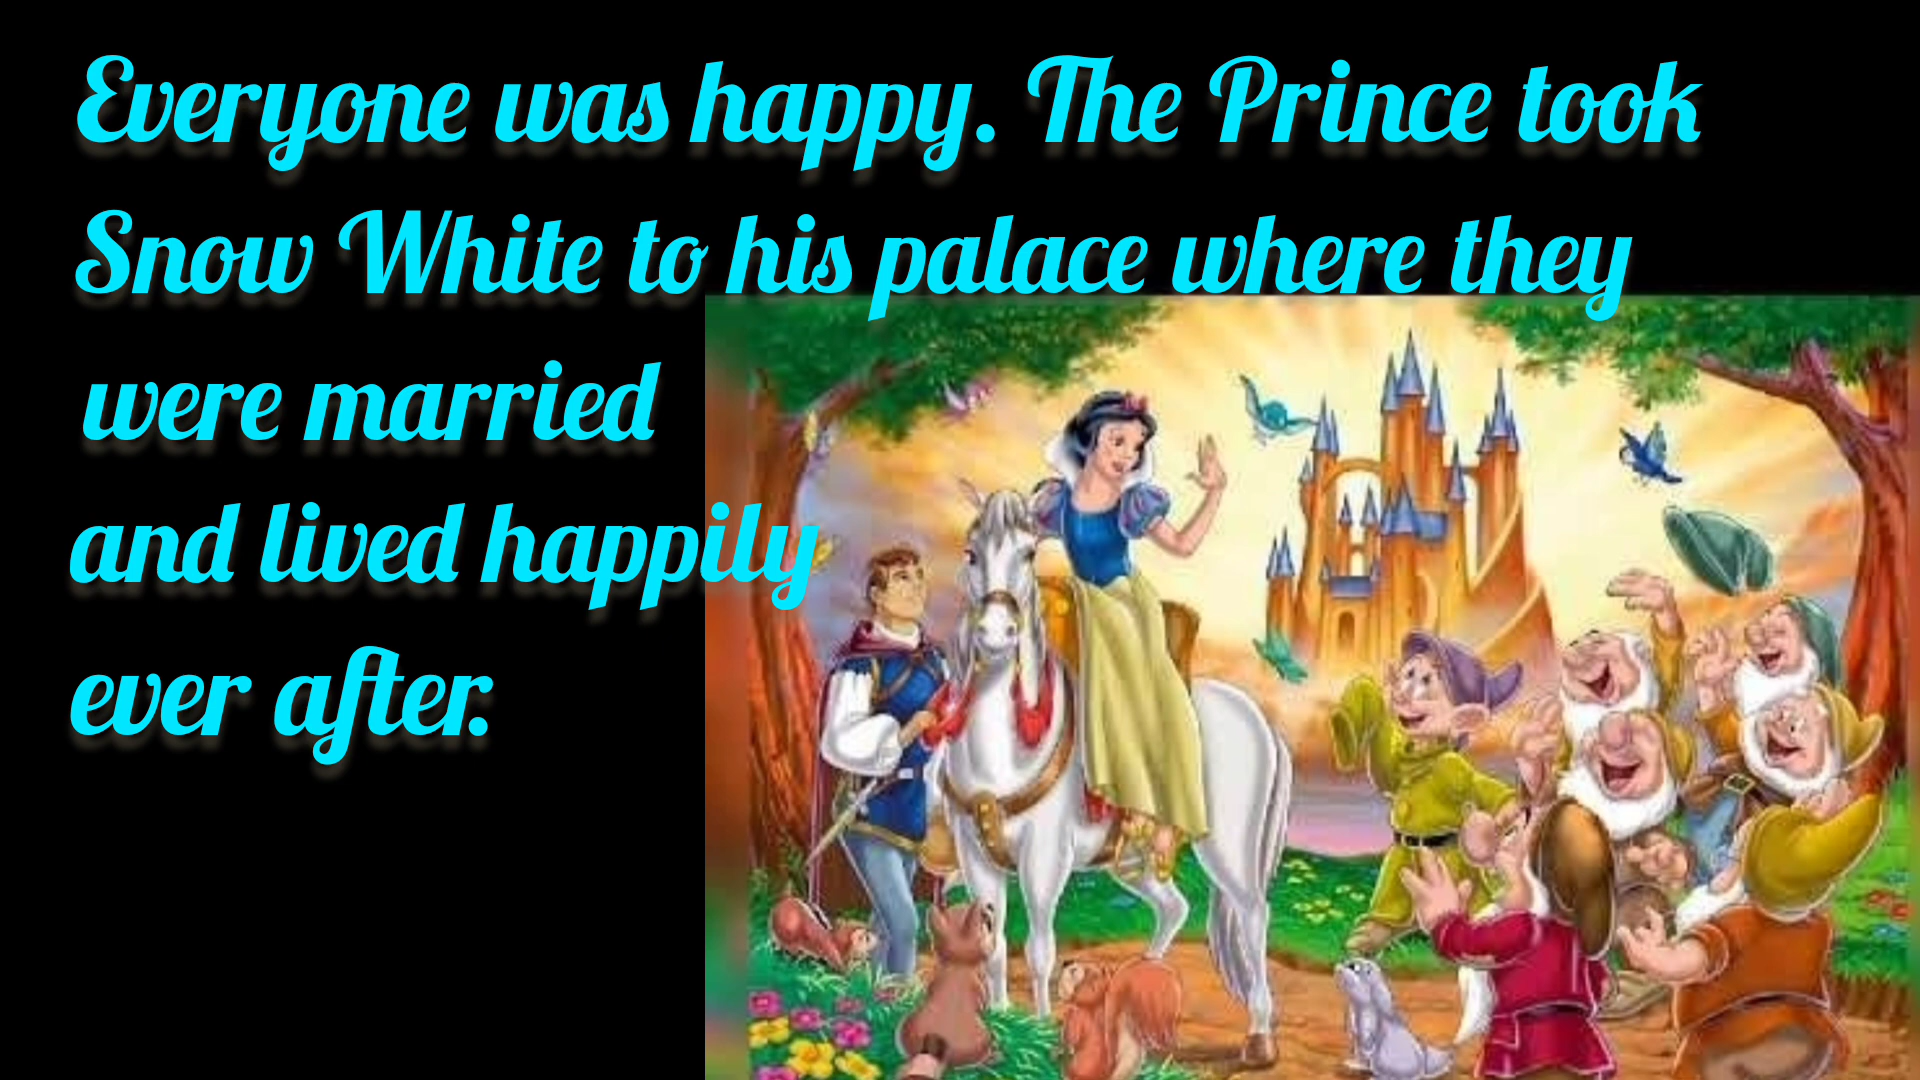 Everyone was happy. The Prince took
Snow White to his palace where they
were married
and lived happily
ever after.